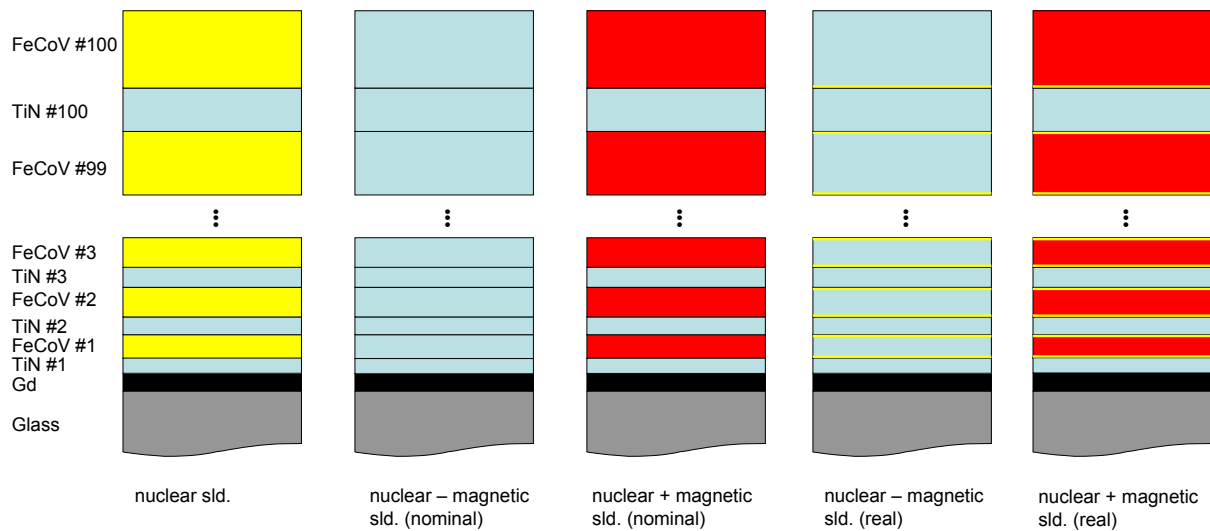 FeCoV #100
TiN #100
FeCoV #99
FeCoV #3
TiN #3
FeCoV #2
TiN #2
FeCoV #1
TiN #1
Gd
Glass
nuclear sld.
nuclear – magnetic
sld. (nominal)
nuclear + magnetic
sld. (nominal)
nuclear – magnetic
sld. (real)
nuclear + magnetic
sld. (real)